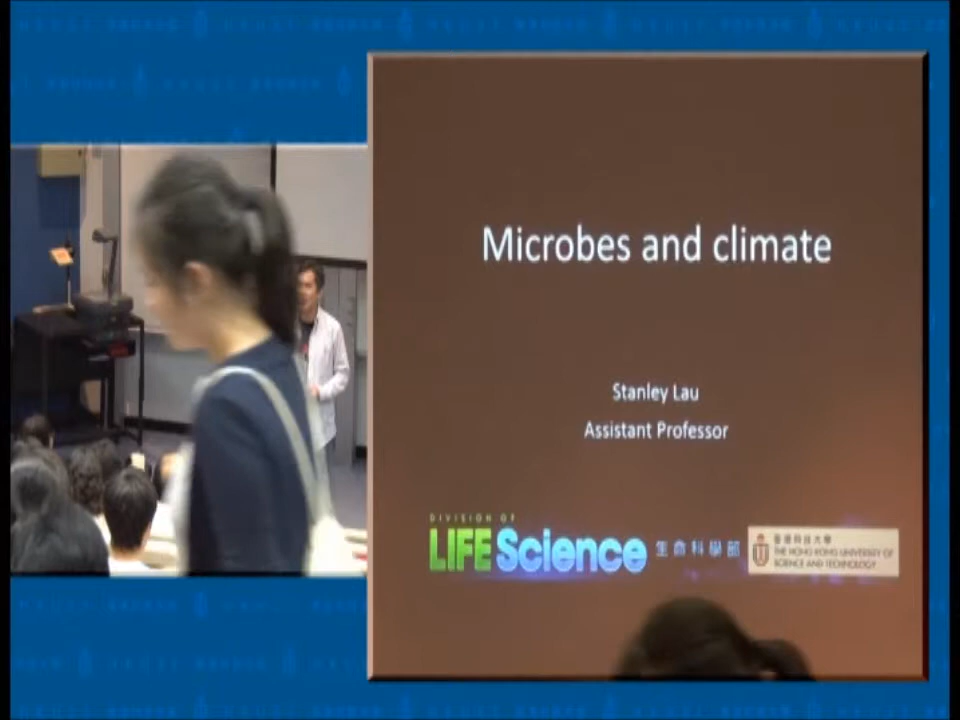 Microbes and climate
Stanley Lau
Assistant Professor
DIVISION OF
LIFE Science 生命科學部
香港科技大學
THE HONG KONG UNIVERSITY OF
SCIENCE AND TECHNOLOGY